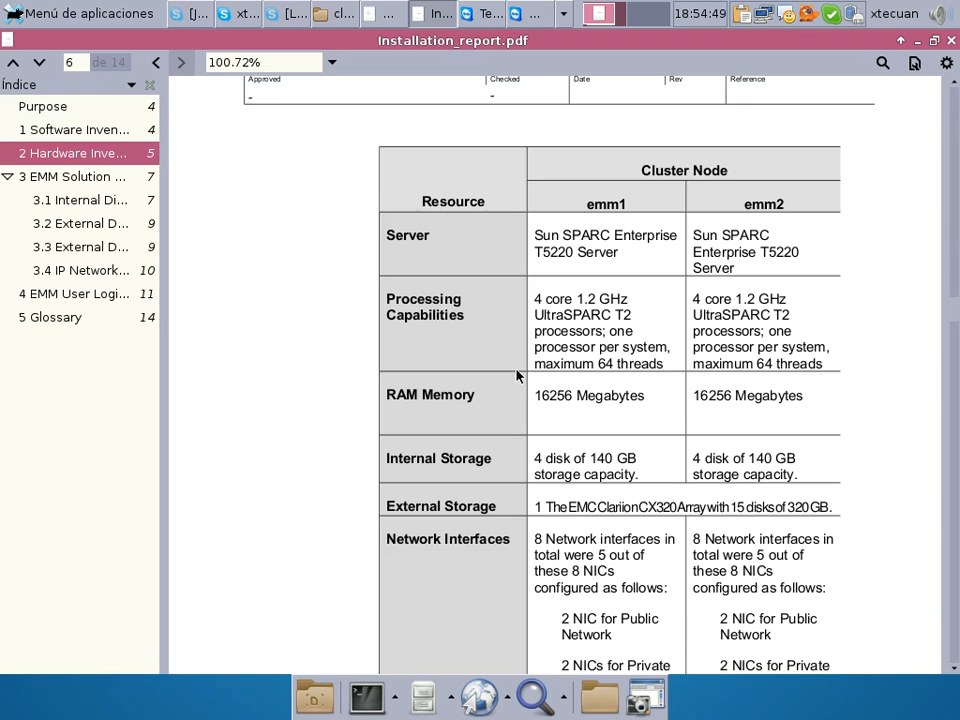 Menú de aplicaciones
[J...
xt...
[L...
cl...
...
In...
Te...
...
18:54:49
xtecuan
Installation_report.pdf
6
de 14
100.72%
Índice
Purpose 4
1 Software Inven... 4
2 Hardware Inve... 5
3 EMM Solution ... 7
3.1 Internal Di... 7
3.2 External D... 9
3.3 External D... 9
3.4 IP Network... 10
4 EMM User Logi... 11
5 Glossary 14
Approved
Checked
Date
Rev
Reference
-
-
Resource
Cluster Node
emm1
emm2
Server
Sun SPARC Enterprise
T5220 Server
Sun SPARC
Enterprise T5220
Server
Processing
Capabilities
4 core 1.2 GHz
UltraSPARC T2
processors; one
processor per system,
maximum 64 threads
4 core 1.2 GHz
UltraSPARC T2
processors; one
processor per system,
maximum 64 threads
RAM Memory
16256 Megabytes
16256 Megabytes
Internal Storage
4 disk of 140 GB
storage capacity.
4 disk of 140 GB
storage capacity.
External Storage
1 The EMC Clariion CX320 Array with 15 disks of 320 GB.
Network Interfaces
8 Network interfaces in
total were 5 out of
these 8 NICs
configured as follows:
2 NIC for Public
Network
2 NICs for Private
8 Network interfaces in
total were 5 out of
these 8 NICs
configured as follows:
2 NIC for Public
Network
2 NICs for Private